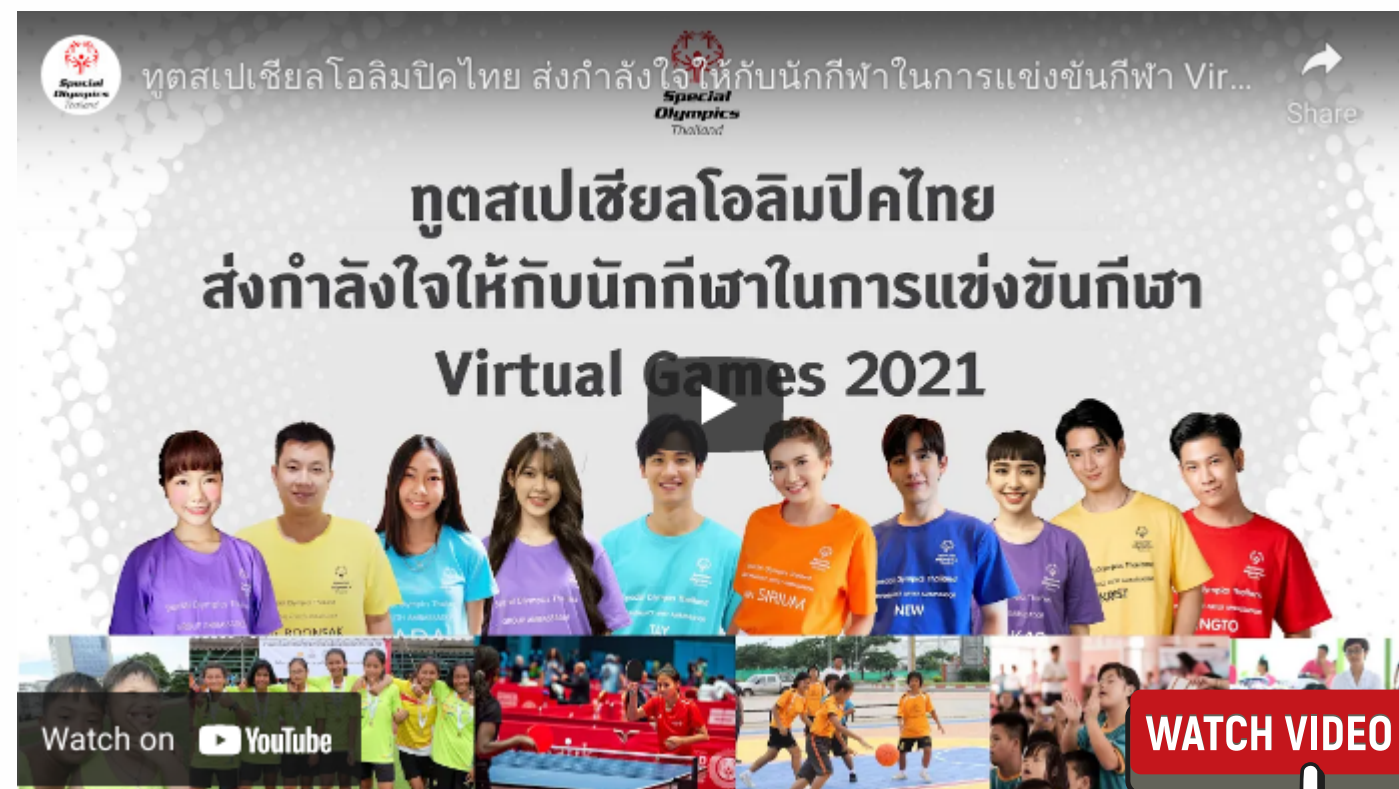 Special
Olympics
Thailand
ทูตสเปเชียลโอลิมปิคไทย ส่งกำลังใจให้กับนักกีฬาในการแข่งขันกีฬา Vir...
Share
Special
Olympics
Thailand
ทูตสเปเชียลโอลิมปิคไทย
ส่งกำลังใจให้กับนักกีฬาในการแข่งขันกีฬา
Virtual Games 2021
SIRIUM
NEW
BOONSAK
TAY
NGTO
Watch on YouTube
WATCH VIDEO